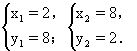 {x₁=2, {x₂=8,
{y₁=8; {y₂=2.